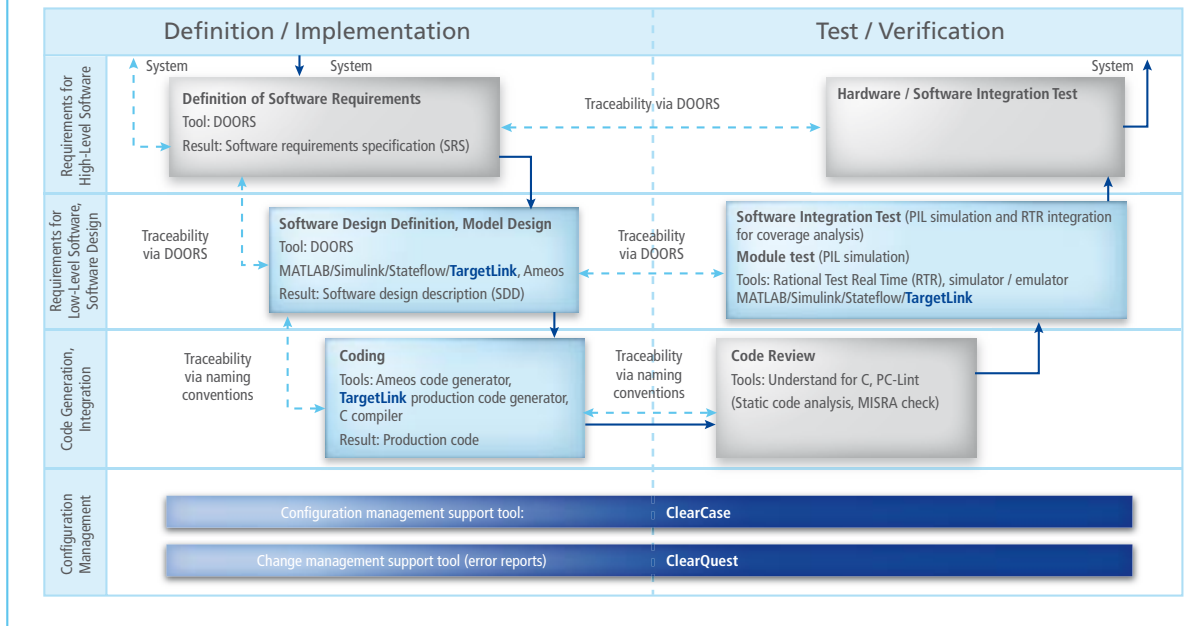 Definition / Implementation
Test / Verification
Requirements for
High-Level Software
System
System
Definition of Software Requirements
Tool: DOORS
Result: Software requirements specification (SRS)
Traceability via DOORS
System
Hardware / Software Integration Test
Requirements for
Low-Level Software,
Software Design
Traceability
via DOORS
Software Design Definition, Model Design
Tool: DOORS
MATLAB/Simulink/Stateflow/TargetLink, Ameos
Result: Software design description (SDD)
Traceability
via DOORS
Software Integration Test (PIL simulation and RTR integration
for coverage analysis)
Module test (PIL simulation)
Tools: Rational Test Real Time (RTR), simulator / emulator
MATLAB/Simulink/Stateflow/TargetLink
Code Generation,
Integration
Traceability
via naming
conventions
Coding
Tools: Ameos code generator,
TargetLink production code generator,
C compiler
Result: Production code
Traceability
via naming
conventions
Code Review
Tools: Understand for C, PC-Lint
(Static code analysis, MISRA check)
Configuration
Management
Configuration management support tool:
ClearCase
Change management support tool (error reports)
ClearQuest